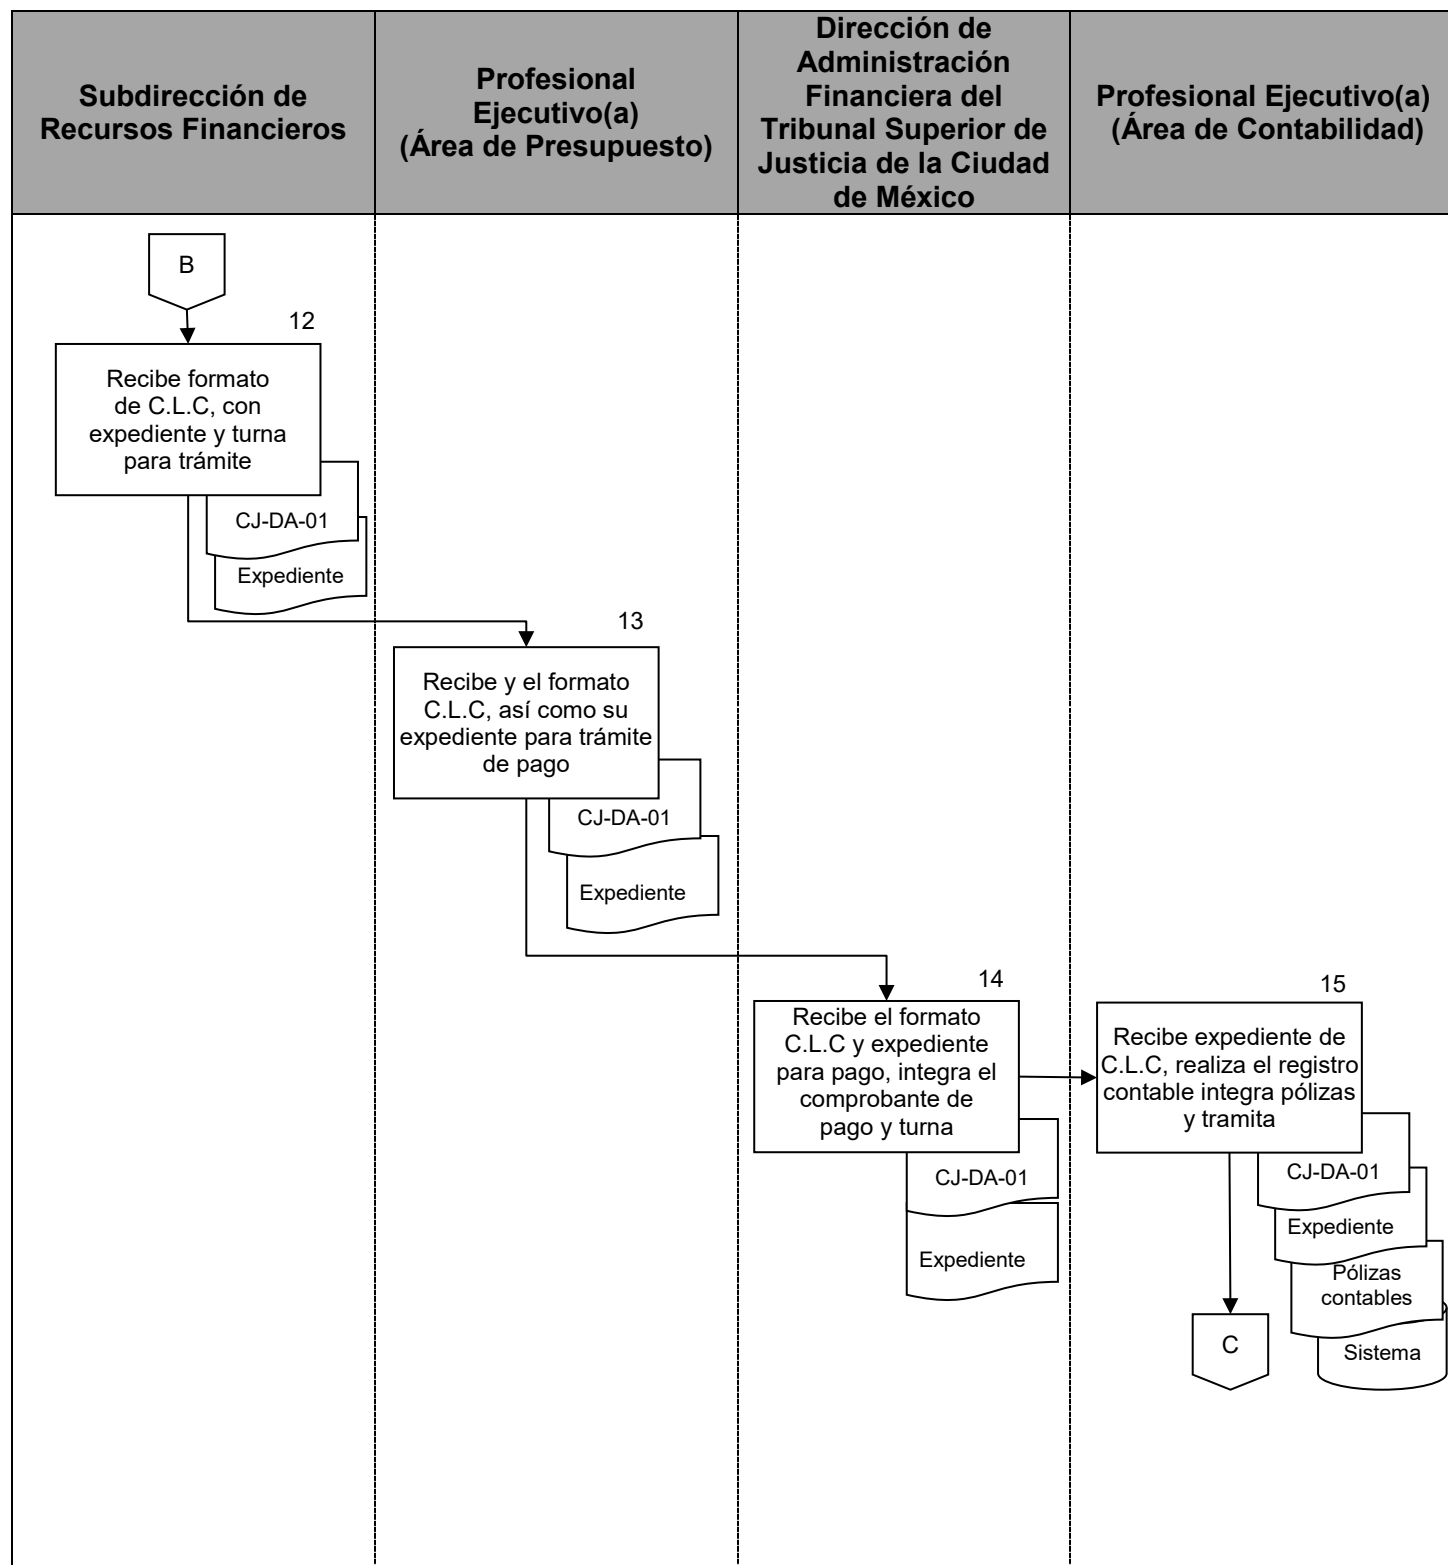 Subdirección de
Recursos Financieros
Profesional
Ejecutivo(a)
(Área de Presupuesto)
Dirección de
Administración
Financiera del
Tribunal Superior de
Justicia de la Ciudad
de México
Profesional Ejecutivo(a)
(Área de Contabilidad)
B
12
Recibe formato
de C.L.C, con
expediente y turna
para trámite
CJ-DA-01
Expediente
13
Recibe y el formato
C.L.C, así como su
expediente para trámite
de pago
CJ-DA-01
Expediente
14
Recibe el formato
C.L.C y expediente
para pago, integra el
comprobante de
pago y turna
CJ-DA-01
Expediente
15
Recibe expediente de
C.L.C, realiza el registro
contable integra pólizas
y tramita
CJ-DA-01
Expediente
Pólizas
contables
Sistema
C